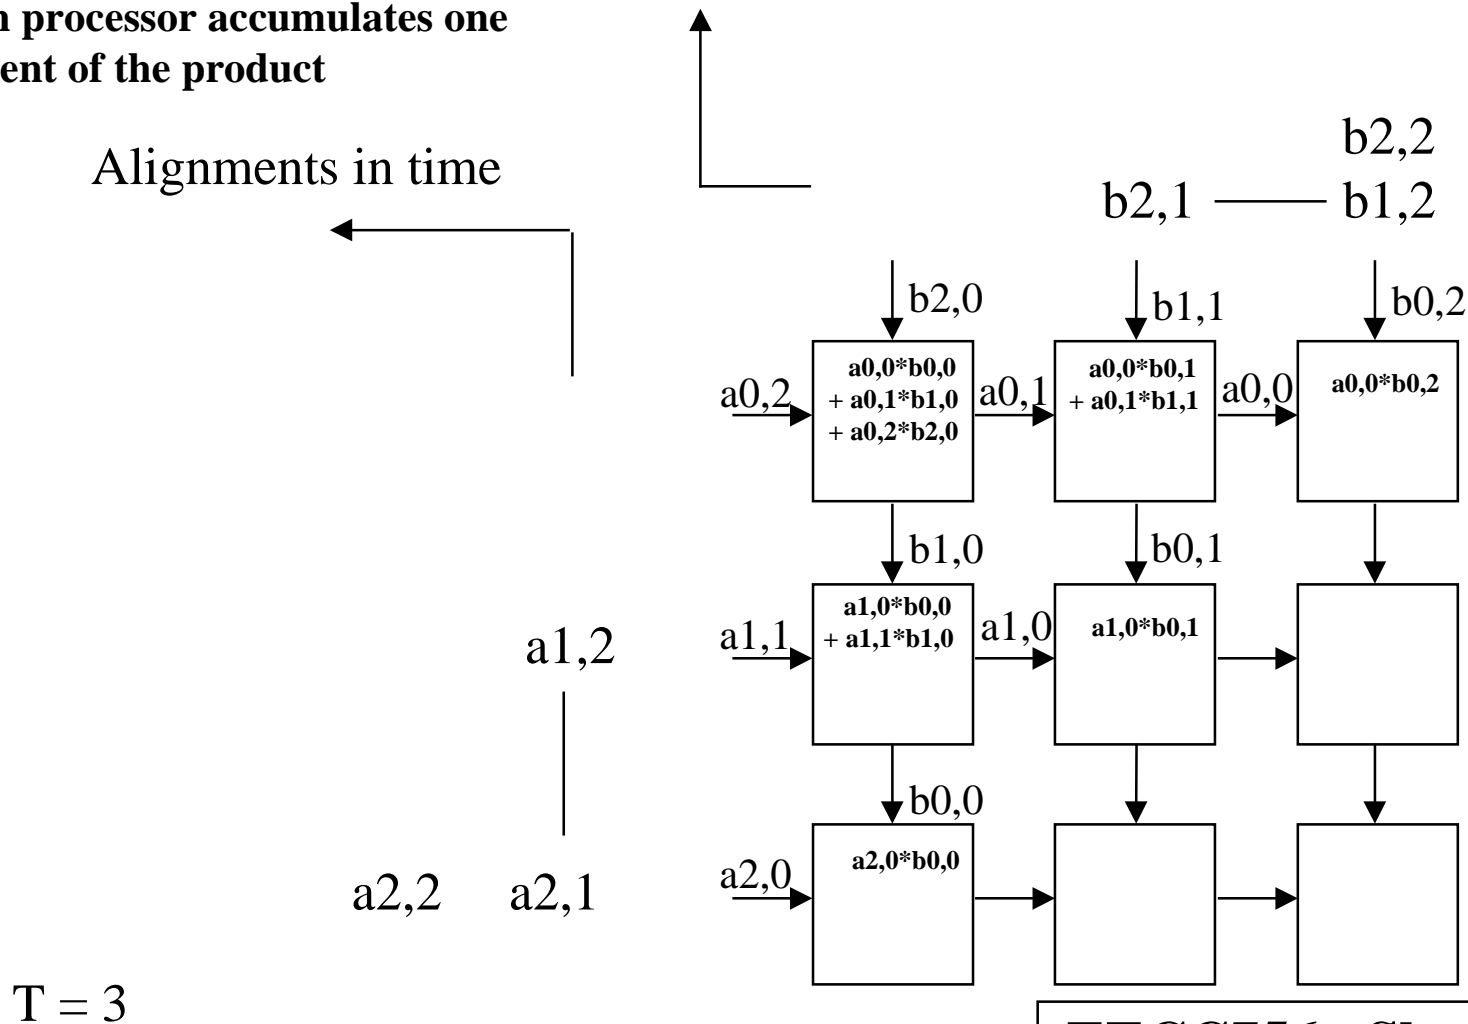 processor accumulates one
of the product
Alignments in time
b2,2
b2,1 b1,2
b2,0 b1,1 b0,2
a0,2 a0,0*b0,0 a0,1 a0,0*b0,1 a0,0 a0,0*b0,2
+ a0,1*b1,0 + a0,1*b1,1
+ a0,2*b2,0
b1,0 b0,1
a1,2 a1,1 a1,0*b0,0 a1,0 a1,0*b0,1
+ a1,1*b1,0
b0,0
a2,2 a2,1 a2,0 a2,0*b0,0
T = 3